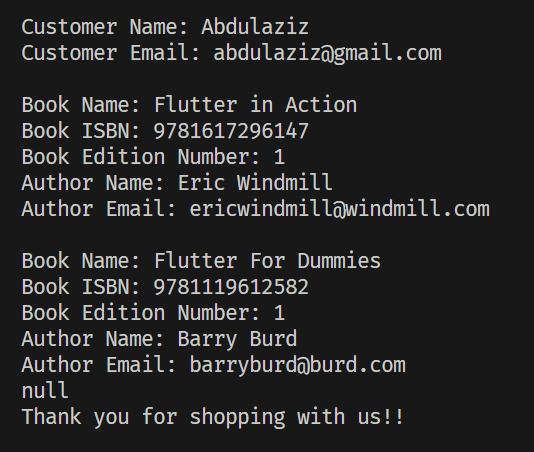 Customer Name: Abdulaziz
Customer Email: abdulaziz@gmail.com
Book Name: Flutter in Action
Book ISBN: 9781617296147
Book Edition Number: 1
Author Name: Eric Windmill
Author Email: ericwindmill@windmill.com
Book Name: Flutter For Dummies
Book ISBN: 9781119612582
Book Edition Number: 1
Author Name: Barry Burd
Author Email: barryburd@burd.com
null
Thank you for shopping with us!!